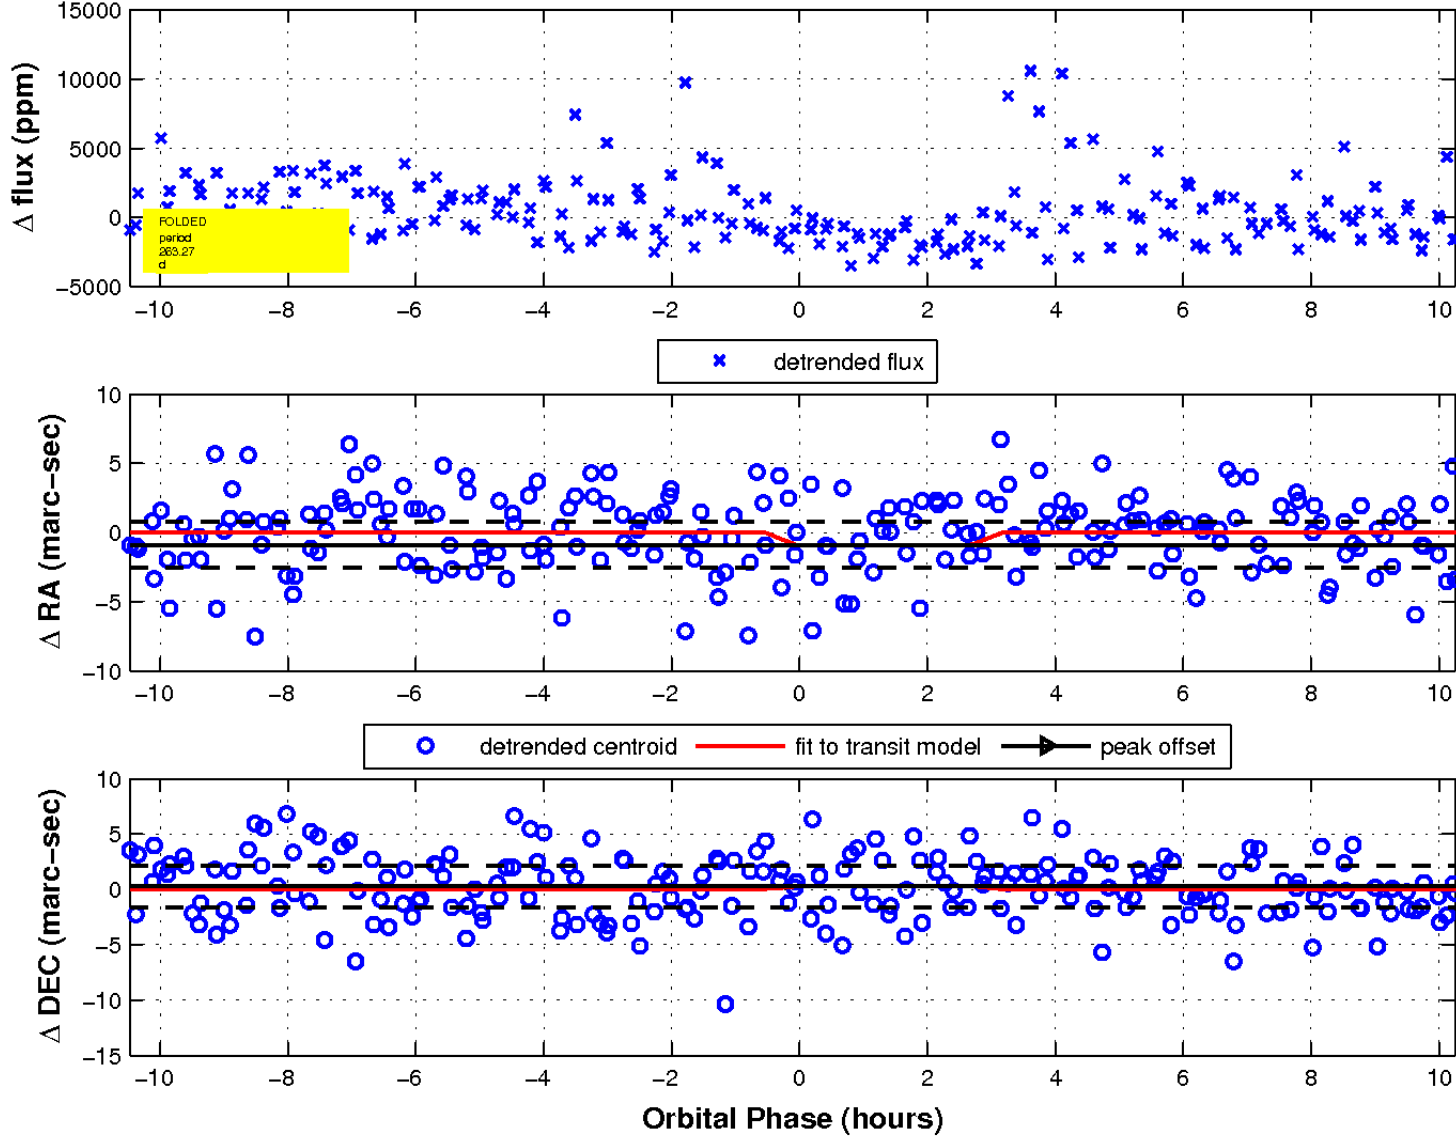 15000
10000
5000
0
−5000
Δ flux (ppm)
FOLDED
period
263.27
d
−10 −8 −6 −4 −2 0 2 4 6 8 10
detrended flux
10
5
0
−5
−10
Δ RA (marc−sec)
−10 −8 −6 −4 −2 0 2 4 6 8 10
detrended centroid fit to transit model peak offset
10
5
0
−5
−10
−15
Δ DEC (marc−sec)
−10 −8 −6 −4 −2 0 2 4 6 8 10
Orbital Phase (hours)